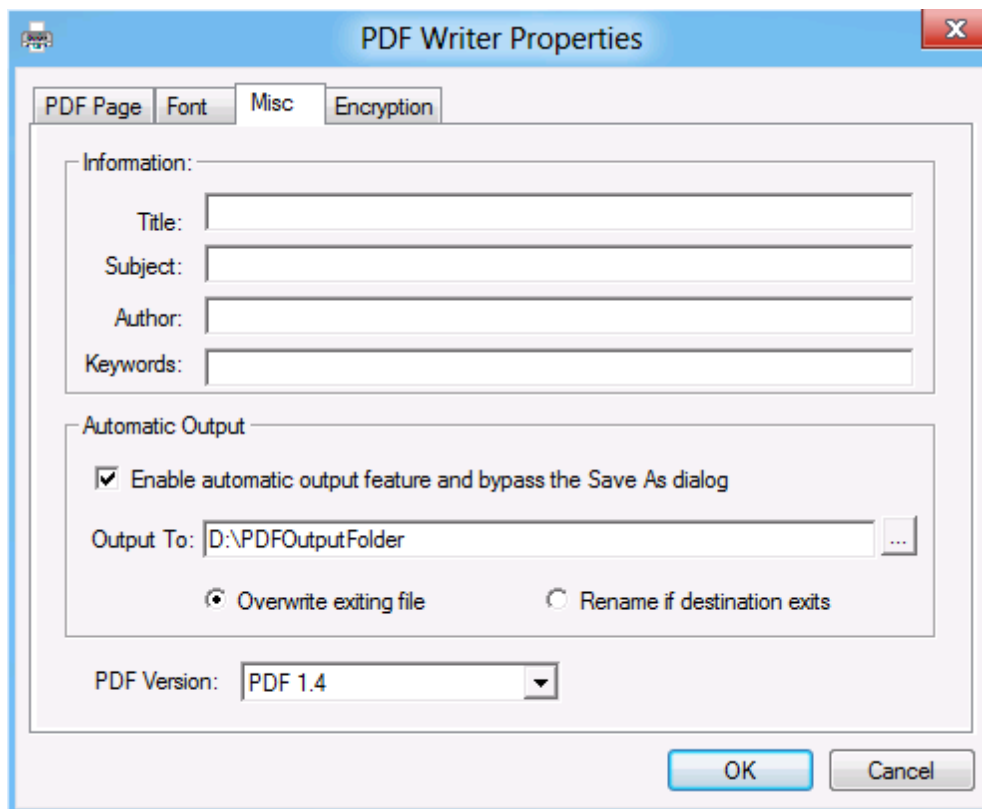 PDF Writer Properties
x
PDF Page Font Misc Encryption
Information:
Title:
Subject:
Author:
Keywords:
Automatic Output
Enable automatic output feature and bypass the Save As dialog
Output To: D:\PDFOutputFolder ...
Overwrite exiting file Rename if destination exits
PDF Version: PDF 1.4
OK Cancel